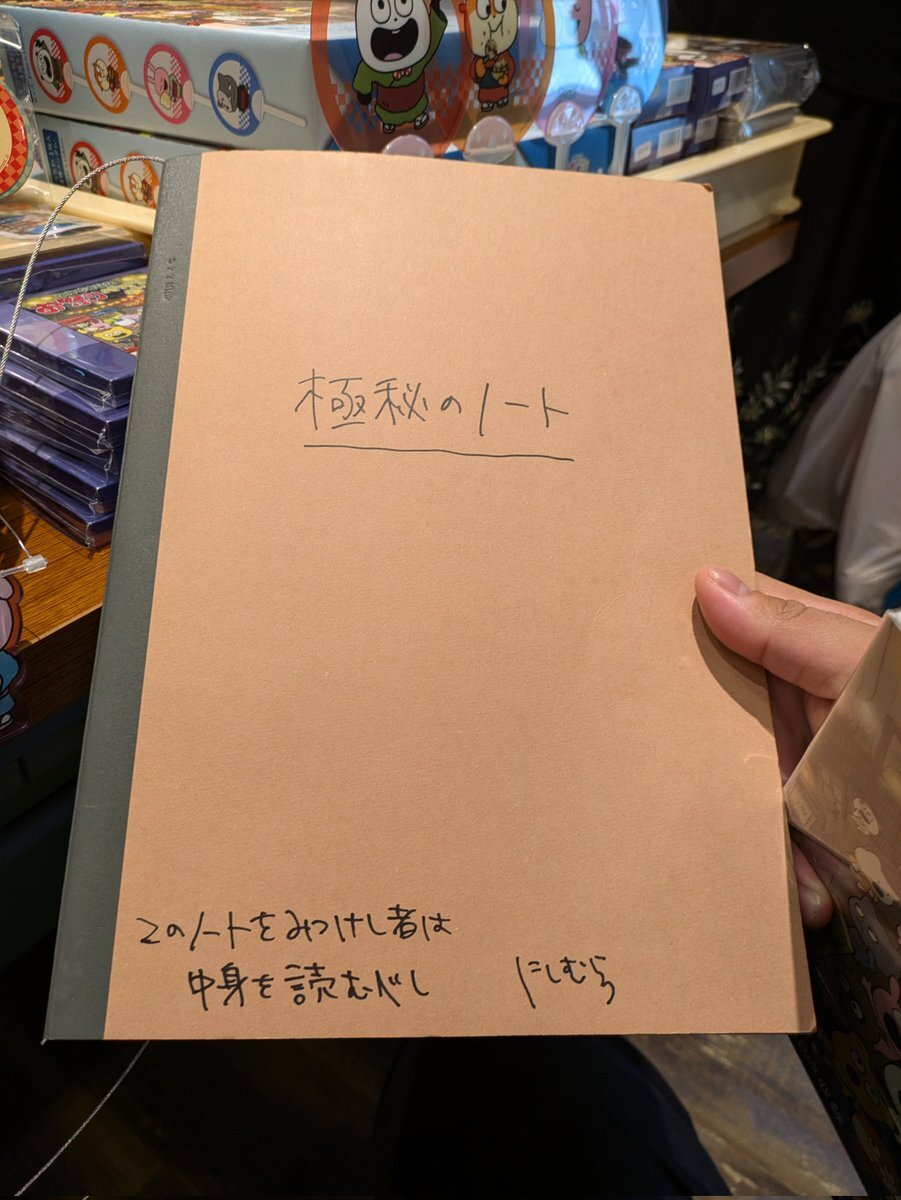 極秘のノート
このノートをみつけし者は
中身を読むべし　にしむら